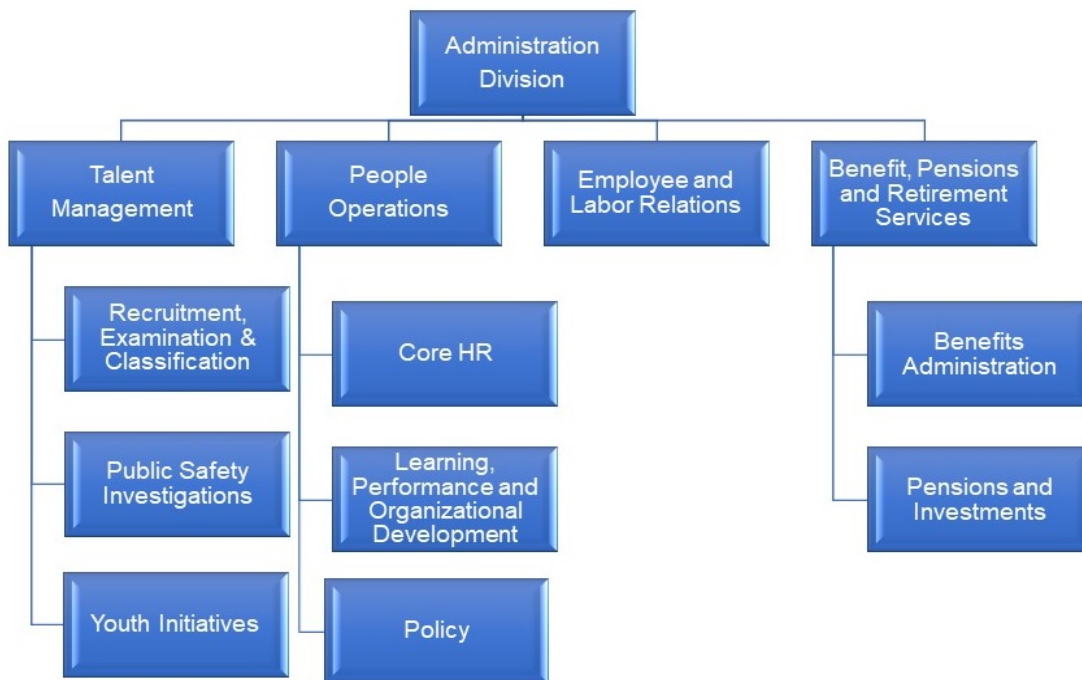 Administration
Division
Talent
Management
People
Operations
Employee and
Labor Relations
Benefit, Pensions
and Retirement
Services
Recruitment,
Examination &
Classification
Core HR
Benefits
Administration
Public Safety
Investigations
Learning,
Performance and
Organizational
Development
Pensions and
Investments
Youth Initiatives
Policy